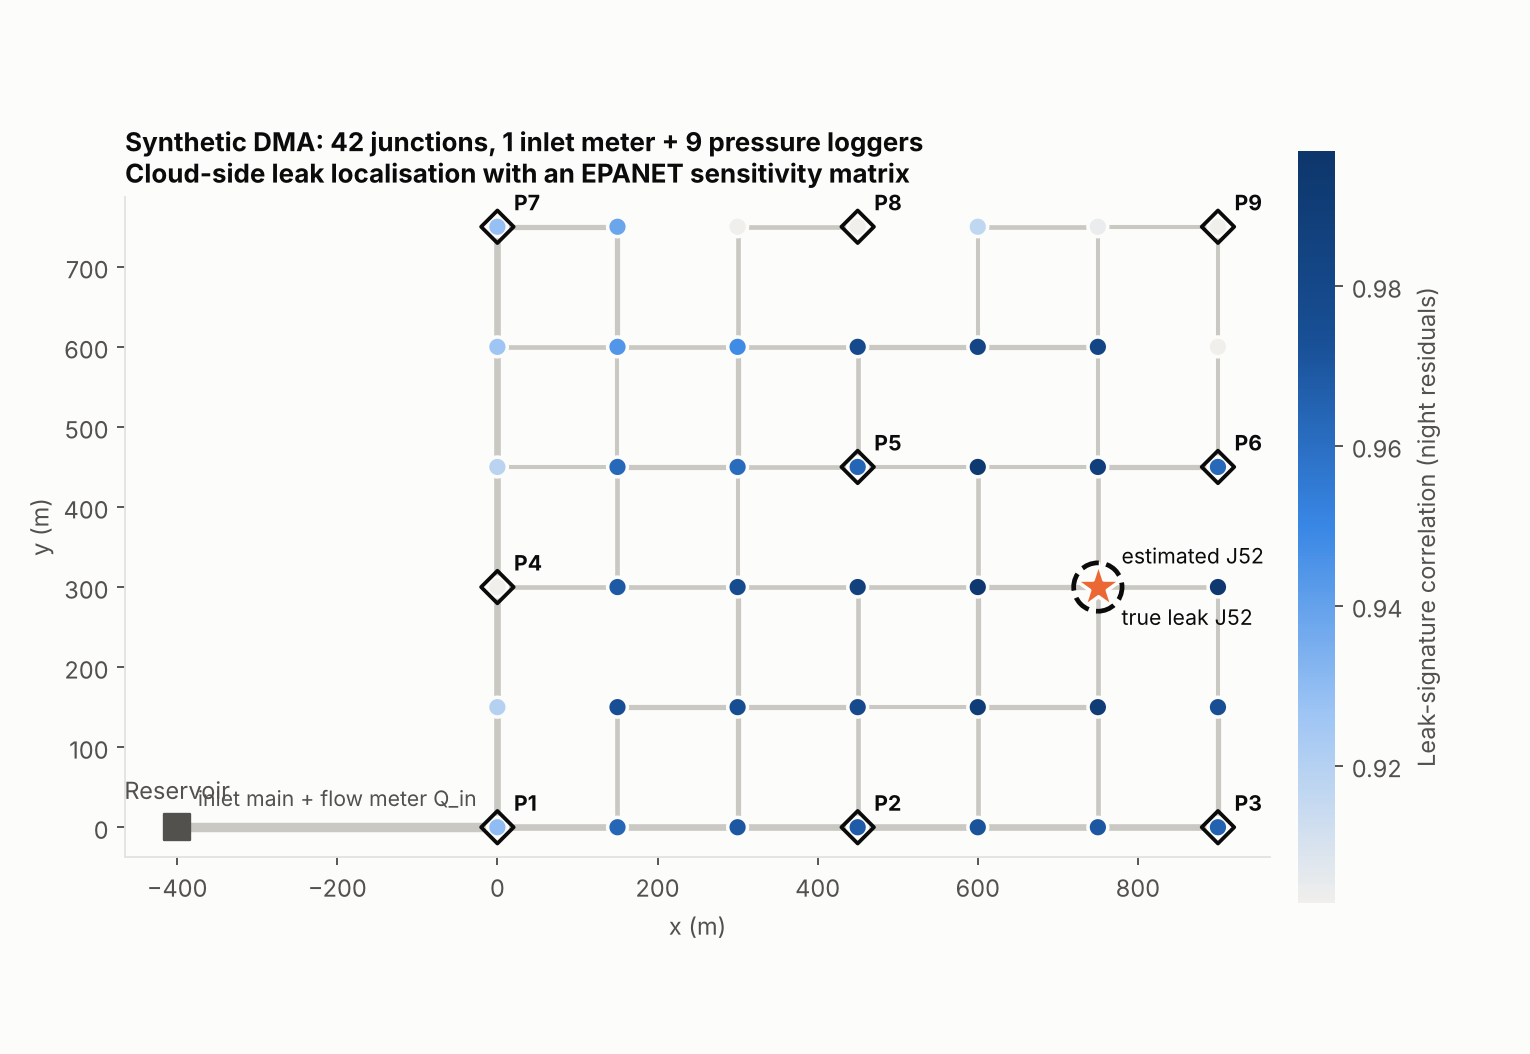 Synthetic DMA: 42 junctions, 1 inlet meter + 9 pressure loggers
Cloud-side leak localisation with an EPANET sensitivity matrix
P7
P8
P9
700
600
500
400
300
200
100
0
y (m)
P5
P6
P4
estimated J52
true leak J52
Reservoir
inlet main + flow meter Q_in
P1
P2
P3
−400
−200
0
200
400
600
800
x (m)
0.98
0.96
0.94
0.92
Leak-signature correlation (night residuals)